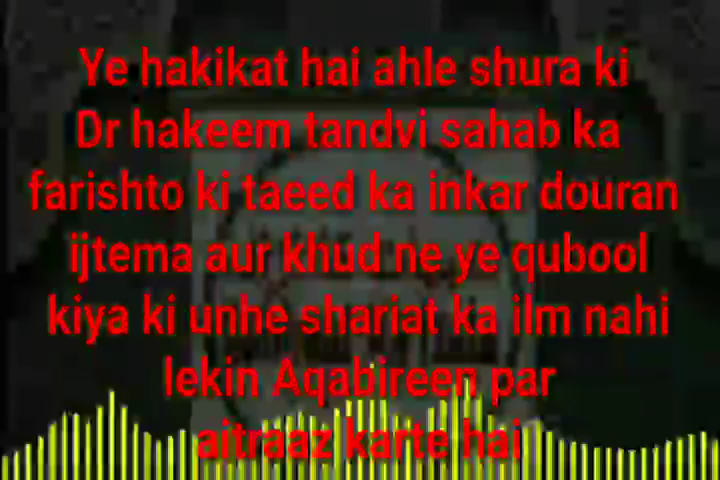 Ye hakikat hai ahle shura ki
Dr hakeem tandvi sahab ka
farishto ki taeed ka inkar douran
ijtema aur khud ne ye qubool
kiya ki unhe shariat ka ilm nahi
lekin Aqabireen par
aitraaz karte hai